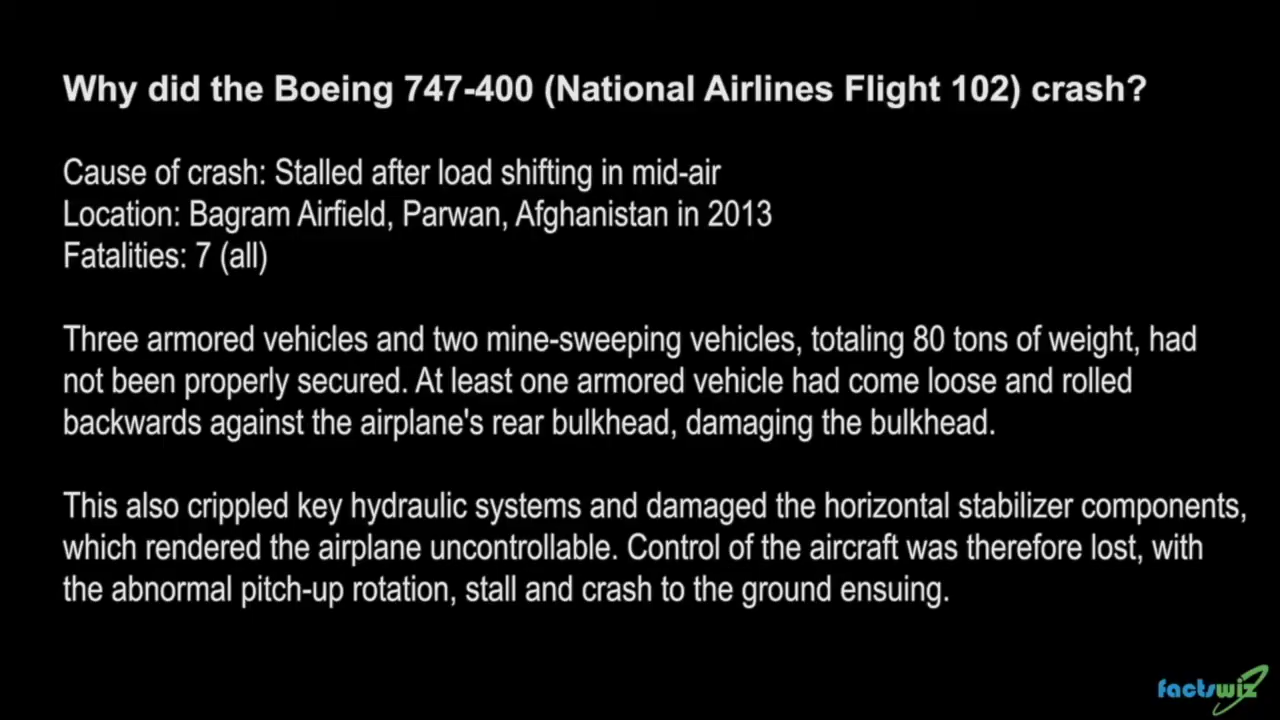 Why did the Boeing 747-400 (National Airlines Flight 102) crash?
Cause of crash: Stalled after load shifting in mid-air
Location: Bagram Airfield, Parwan, Afghanistan in 2013
Fatalities: 7 (all)
Three armored vehicles and two mine-sweeping vehicles, totaling 80 tons of weight, had
not been properly secured. At least one armored vehicle had come loose and rolled
backwards against the airplane's rear bulkhead, damaging the bulkhead.
This also crippled key hydraulic systems and damaged the horizontal stabilizer components,
which rendered the airplane uncontrollable. Control of the aircraft was therefore lost, with
the abnormal pitch-up rotation, stall and crash to the ground ensuing.
factswiz